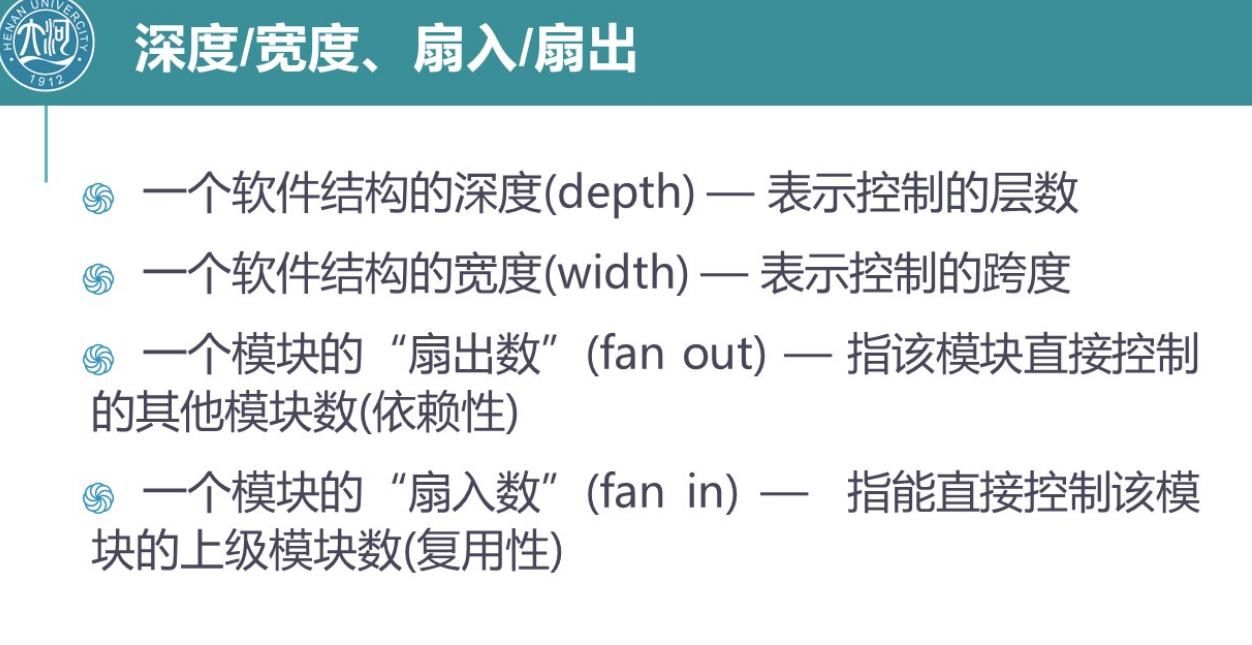 HENAN UNIVERSITY
1912
深度/宽度、扇入/扇出
一个软件结构的深度(depth) — 表示控制的层数
一个软件结构的宽度(width) — 表示控制的跨度
一个模块的“扇出数”(fan out) — 指该模块直接控制
的其他模块数(依赖性)
一个模块的“扇入数”(fan in) — 指能直接控制该模
块的上级模块数(复用性)